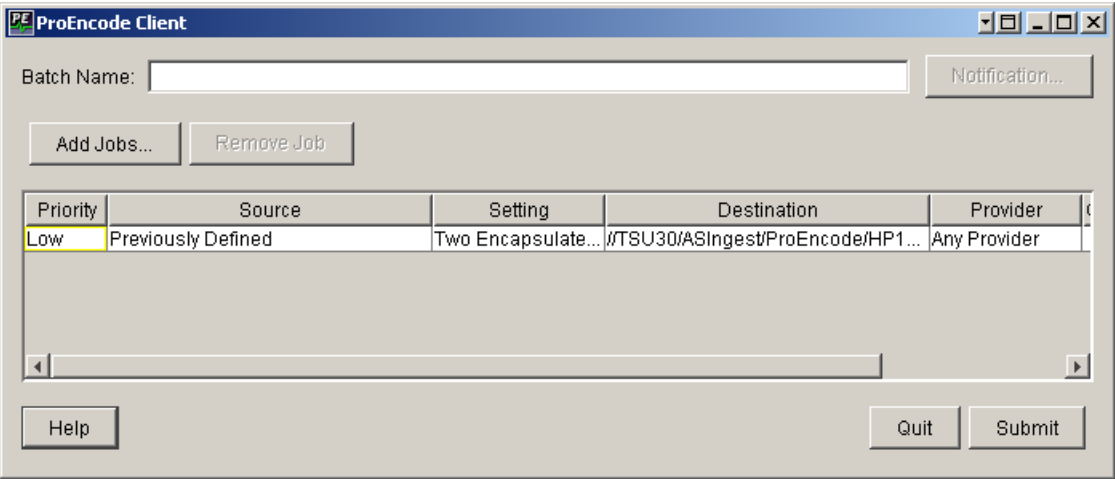 PE ProEncode Client
Batch Name: Notification...
Add Jobs... Remove Job
Priority Source Setting Destination Provider
Low Previously Defined Two Encapsulate... //TSU30/ASIngest/ProEncode/HP1... Any Provider
Help Quit Submit